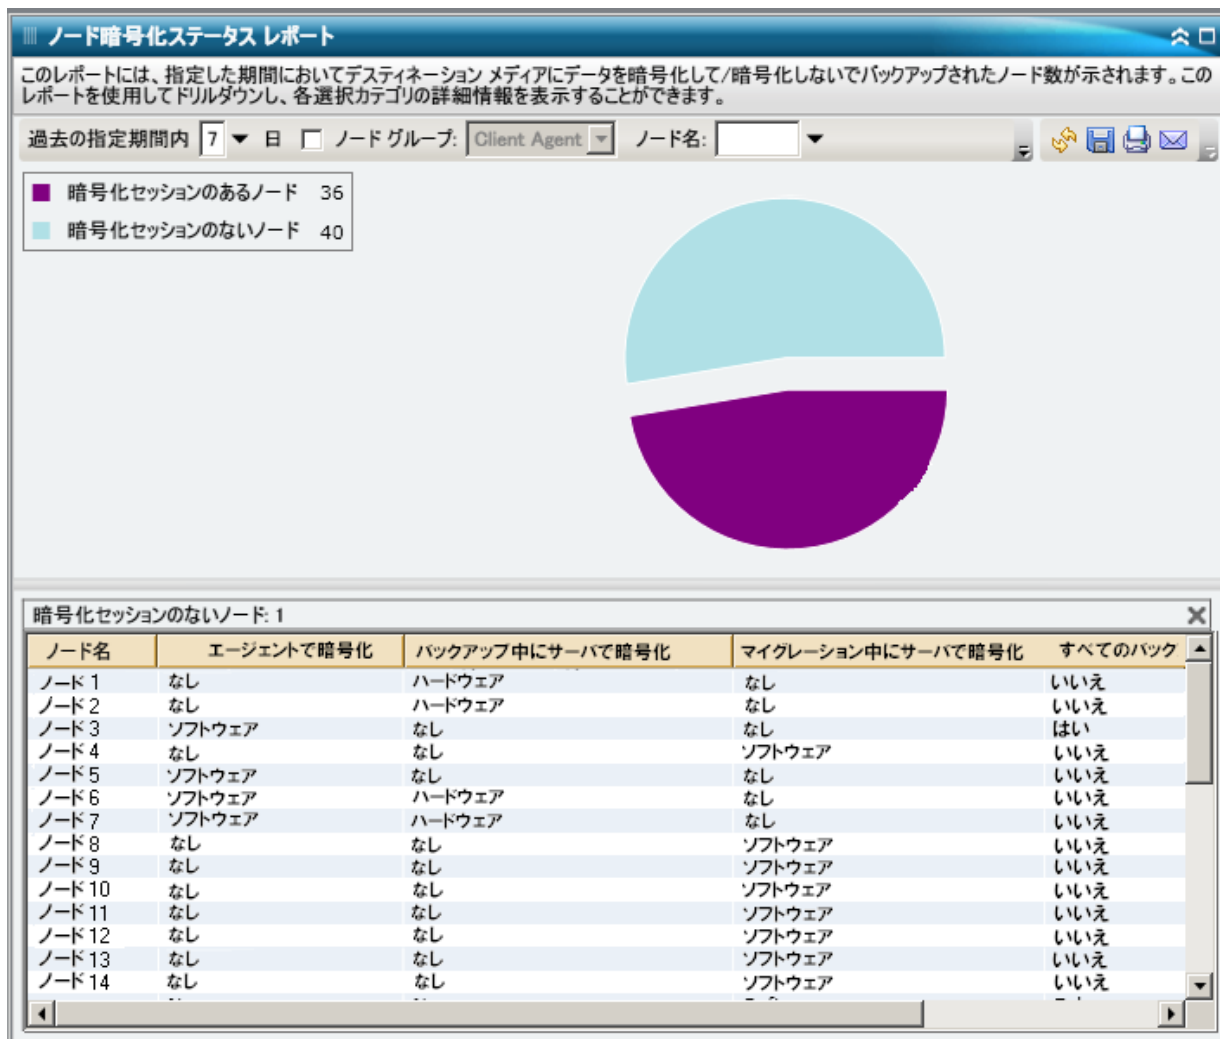 ノード暗号化ステータス レポート
このレポートには、指定した期間においてデスティネーション メディアにデータを暗号化して/暗号化しないでバックアップされたノード数が示されます。この
レポートを使用してドリルダウンし、各選択カテゴリの詳細情報を表示することができます。
過去の指定期間内 7 日 ノード グループ: Client Agent ノード名:
暗号化セッションのあるノード 36
暗号化セッションのないノード 40
暗号化セッションのないノード: 1
ノード名 エージェントで暗号化 バックアップ中にサーバで暗号化 マイグレーション中にサーバで暗号化 すべてのバック
ノード 1 なし ハードウェア なし いいえ
ノード 2 なし ハードウェア なし いいえ
ノード 3 ソフトウェア なし なし はい
ノード 4 なし なし ソフトウェア いいえ
ノード 5 ソフトウェア なし なし いいえ
ノード 6 ソフトウェア ハードウェア なし いいえ
ノード 7 ソフトウェア ハードウェア なし いいえ
ノード 8 なし なし ソフトウェア いいえ
ノード 9 なし なし ソフトウェア いいえ
ノード 10 なし なし ソフトウェア いいえ
ノード 11 なし なし ソフトウェア いいえ
ノード 12 なし なし ソフトウェア いいえ
ノード 13 なし なし ソフトウェア いいえ
ノード 14 なし なし ソフトウェア いいえ